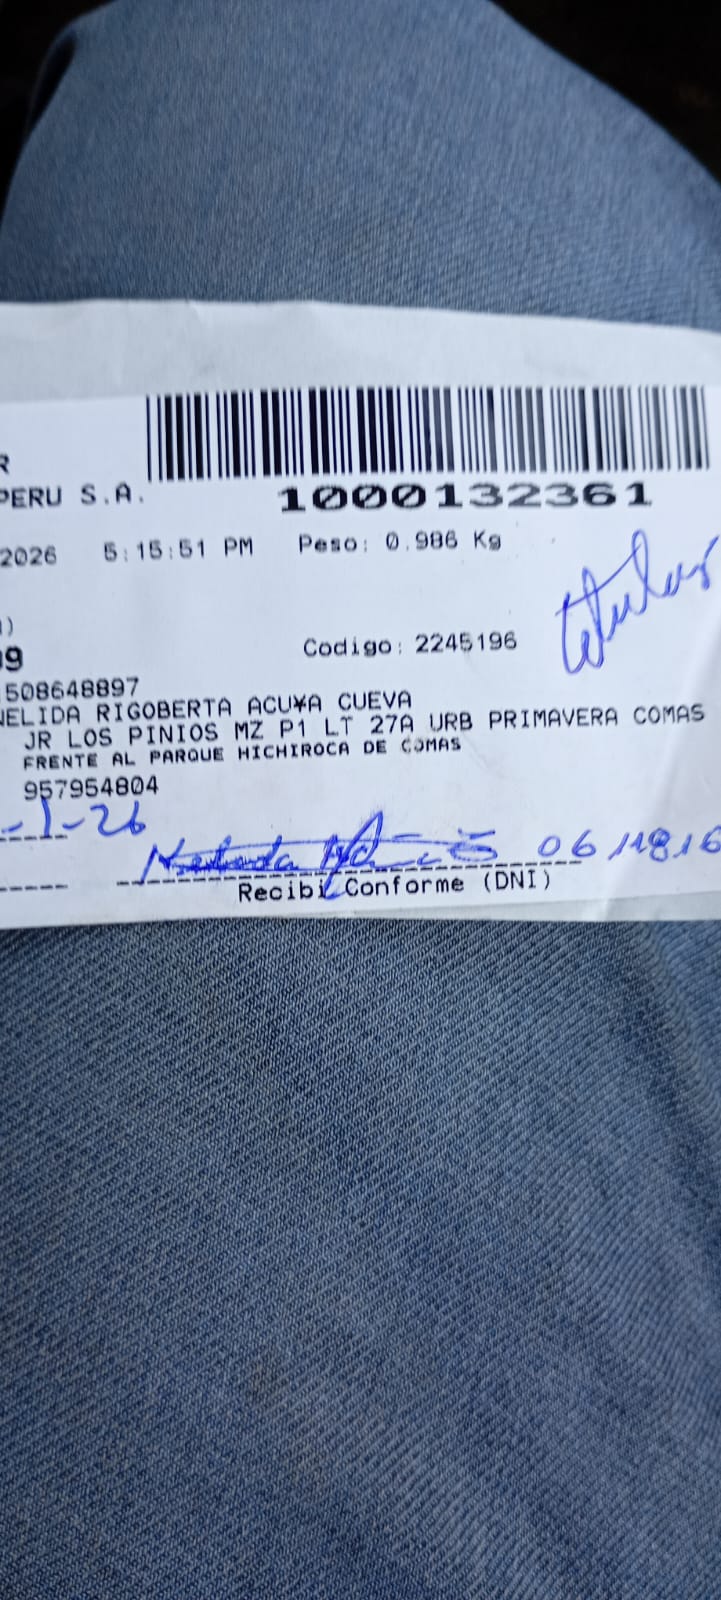 R
PERU S.A.
1000132361
2026 5:15:51 PM Peso: 0.986 Kg
titular
)
09 Codigo: 2245196
508648897
NELIDA RIGOBERTA ACU¥A CUEVA
JR LOS PINIOS MZ P1 LT 27A URB PRIMAVERA COMAS
FRENTE AL PARQUE HICHIROCA DE COMAS
957954804
-1-26
Recibi Conforme (DNI)